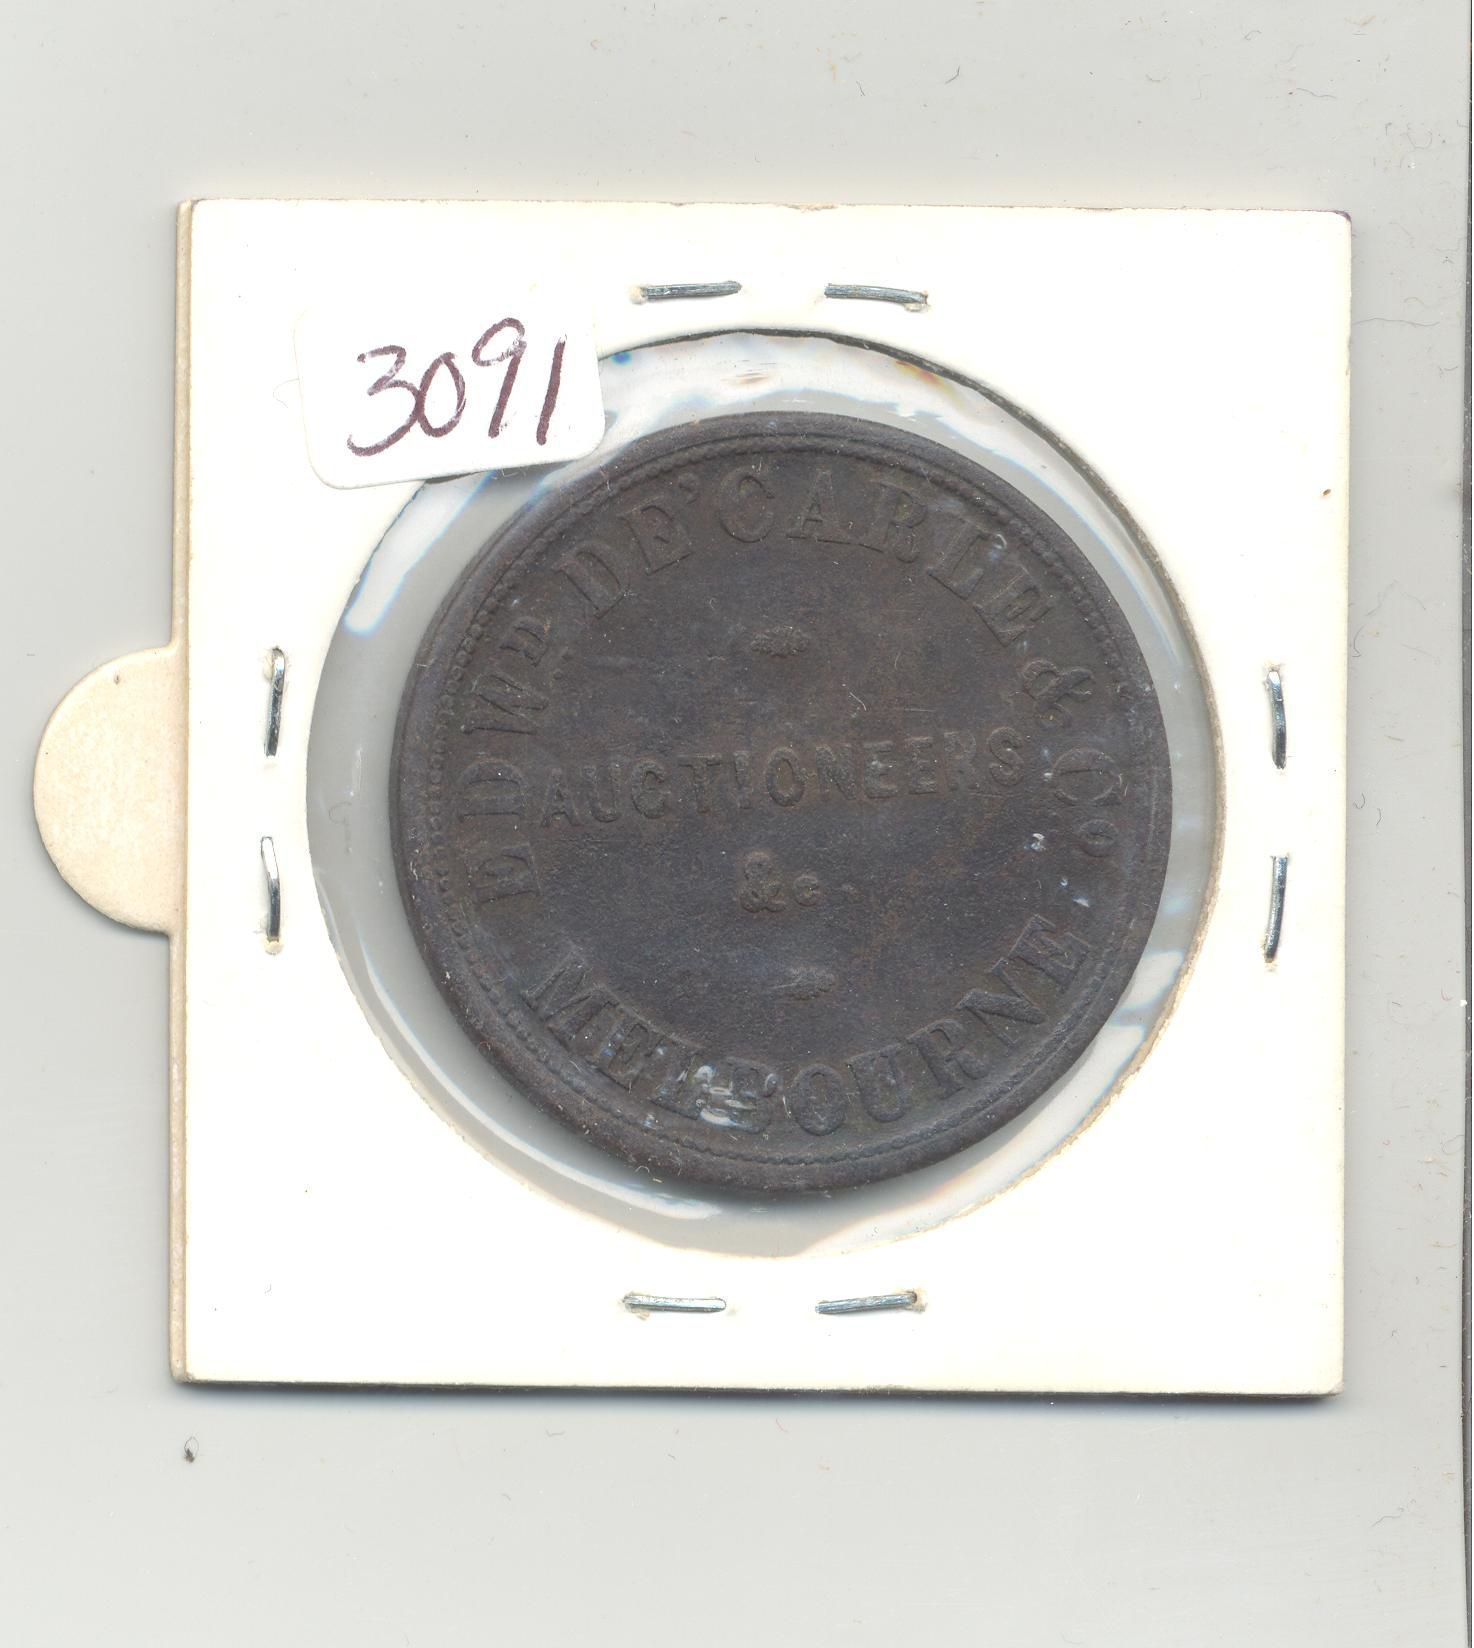 3091
EDWD DE'CARLE & Co
AUCTIONEERS
&c.
MELBOURNE